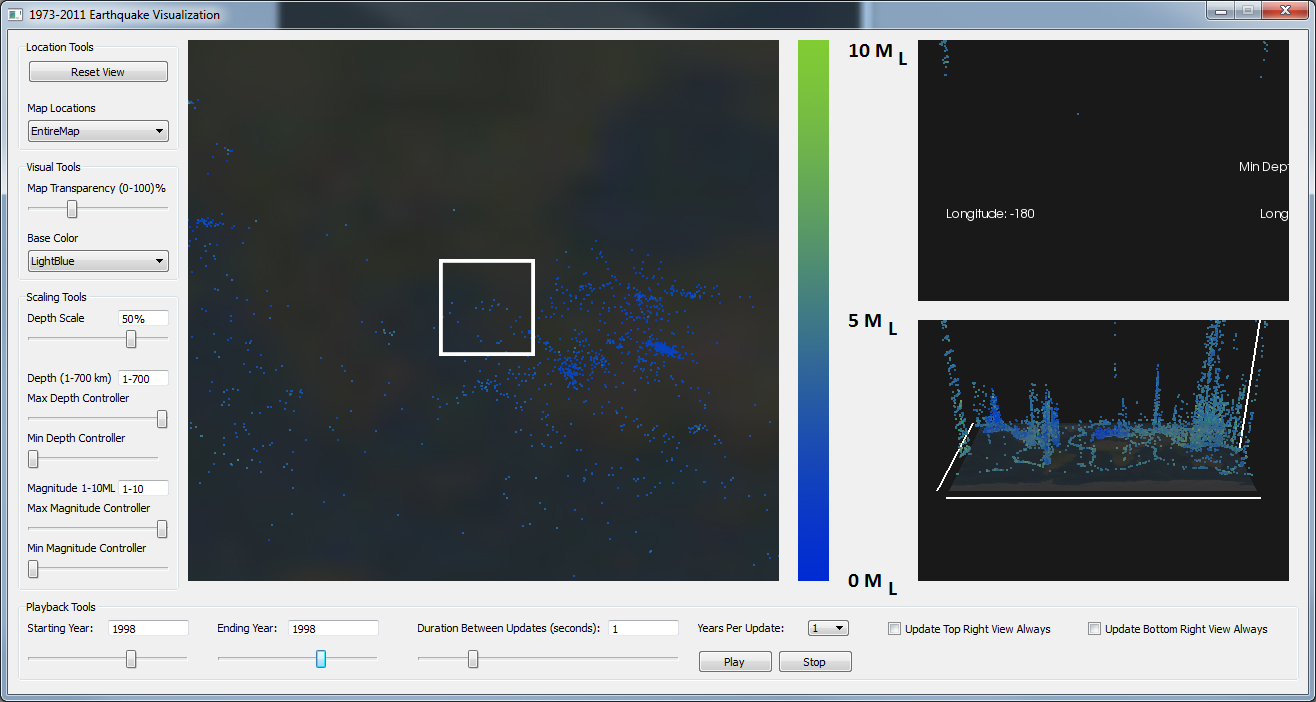 1973-2011 Earthquake Visualization
Location Tools
Reset View
Map Locations
EntireMap
Visual Tools
Map Transparency (0-100)%
Base Color
LightBlue
Scaling Tools
Depth Scale 50%
Depth (1-700 km) 1-700
Max Depth Controller
Min Depth Controller
Magnitude 1-10ML 1-10
Max Magnitude Controller
Min Magnitude Controller
10 M L
5 M L
0 M L
Min Dept
Longitude: -180 Long
Playback Tools
Starting Year: 1998 Ending Year: 1998 Duration Between Updates (seconds): 1 Years Per Update: 1 Update Top Right View Always Update Bottom Right View Always
Play Stop